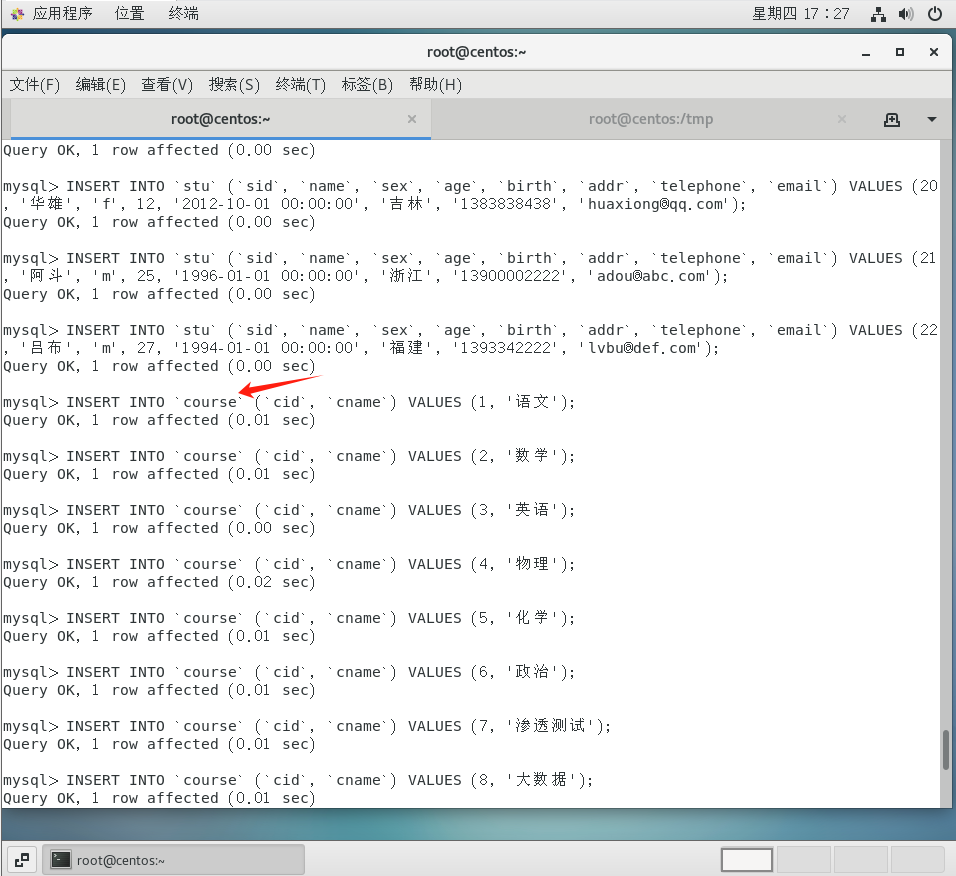 应用程序 位置 终端 星期四 17：27
root@centos:~
文件(F) 编辑(E) 查看(V) 搜索(S) 终端(T) 标签(B) 帮助(H)
root@centos:~ × root@centos:/tmp ×
Query OK, 1 row affected (0.00 sec)
mysql> INSERT INTO `stu` (`sid`, `name`, `sex`, `age`, `birth`, `addr`, `telephone`, `email`) VALUES (20
, '华雄', 'f', 12, '2012-10-01 00:00:00', '吉林', '1383838438', 'huaxiong@qq.com');
Query OK, 1 row affected (0.00 sec)
mysql> INSERT INTO `stu` (`sid`, `name`, `sex`, `age`, `birth`, `addr`, `telephone`, `email`) VALUES (21
, '阿斗', 'm', 25, '1996-01-01 00:00:00', '浙江', '13900002222', 'adou@abc.com');
Query OK, 1 row affected (0.00 sec)
mysql> INSERT INTO `stu` (`sid`, `name`, `sex`, `age`, `birth`, `addr`, `telephone`, `email`) VALUES (22
, '吕布', 'm', 27, '1994-01-01 00:00:00', '福建', '1393342222', 'lvbu@def.com');
Query OK, 1 row affected (0.00 sec)
mysql> INSERT INTO `course` (`cid`, `cname`) VALUES (1, '语文');
Query OK, 1 row affected (0.01 sec)
mysql> INSERT INTO `course` (`cid`, `cname`) VALUES (2, '数学');
Query OK, 1 row affected (0.01 sec)
mysql> INSERT INTO `course` (`cid`, `cname`) VALUES (3, '英语');
Query OK, 1 row affected (0.00 sec)
mysql> INSERT INTO `course` (`cid`, `cname`) VALUES (4, '物理');
Query OK, 1 row affected (0.02 sec)
mysql> INSERT INTO `course` (`cid`, `cname`) VALUES (5, '化学');
Query OK, 1 row affected (0.01 sec)
mysql> INSERT INTO `course` (`cid`, `cname`) VALUES (6, '政治');
Query OK, 1 row affected (0.01 sec)
mysql> INSERT INTO `course` (`cid`, `cname`) VALUES (7, '渗透测试');
Query OK, 1 row affected (0.01 sec)
mysql> INSERT INTO `course` (`cid`, `cname`) VALUES (8, '大数据');
Query OK, 1 row affected (0.01 sec)
root@centos:~